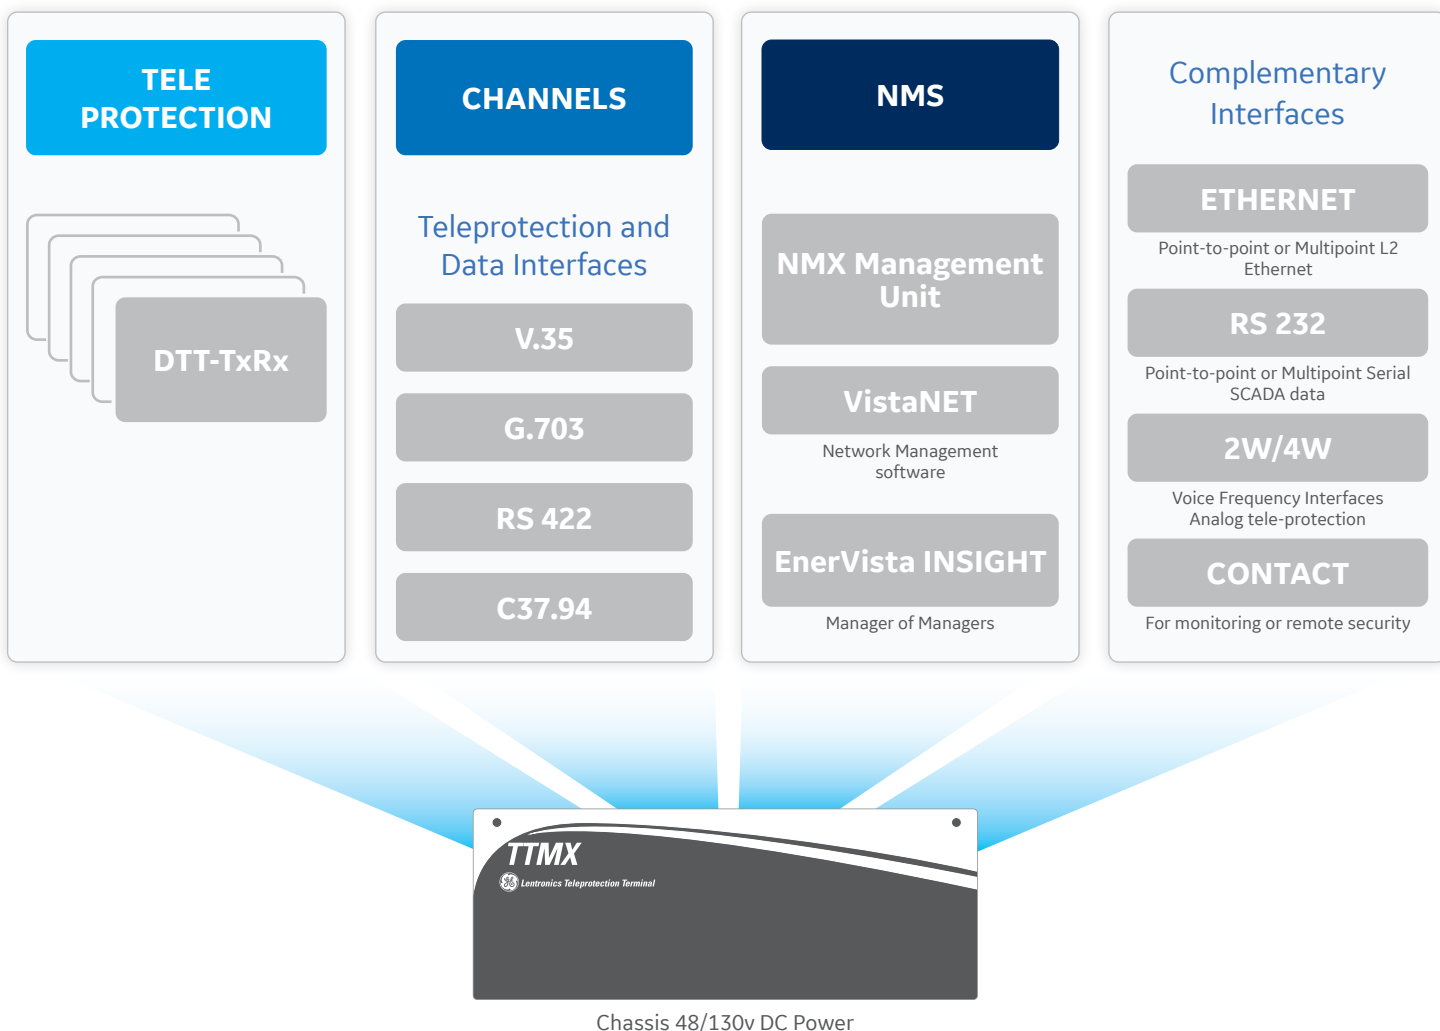 TELE
PROTECTION
DTT-TxRx
CHANNELS
Teleprotection and
Data Interfaces
V.35
G.703
RS 422
C37.94
NMS
NMX Management
Unit
VistaNET
Network Management
software
EnerVista INSIGHT
Manager of Managers
Complementary
Interfaces
ETHERNET
Point-to-point or Multipoint L2
Ethernet
RS 232
Point-to-point or Multipoint Serial
SCADA data
2W/4W
Voice Frequency Interfaces
Analog tele-protection
CONTACT
For monitoring or remote security
TTMX
Lentronics Teleprotection Terminal
Chassis 48/130v DC Power